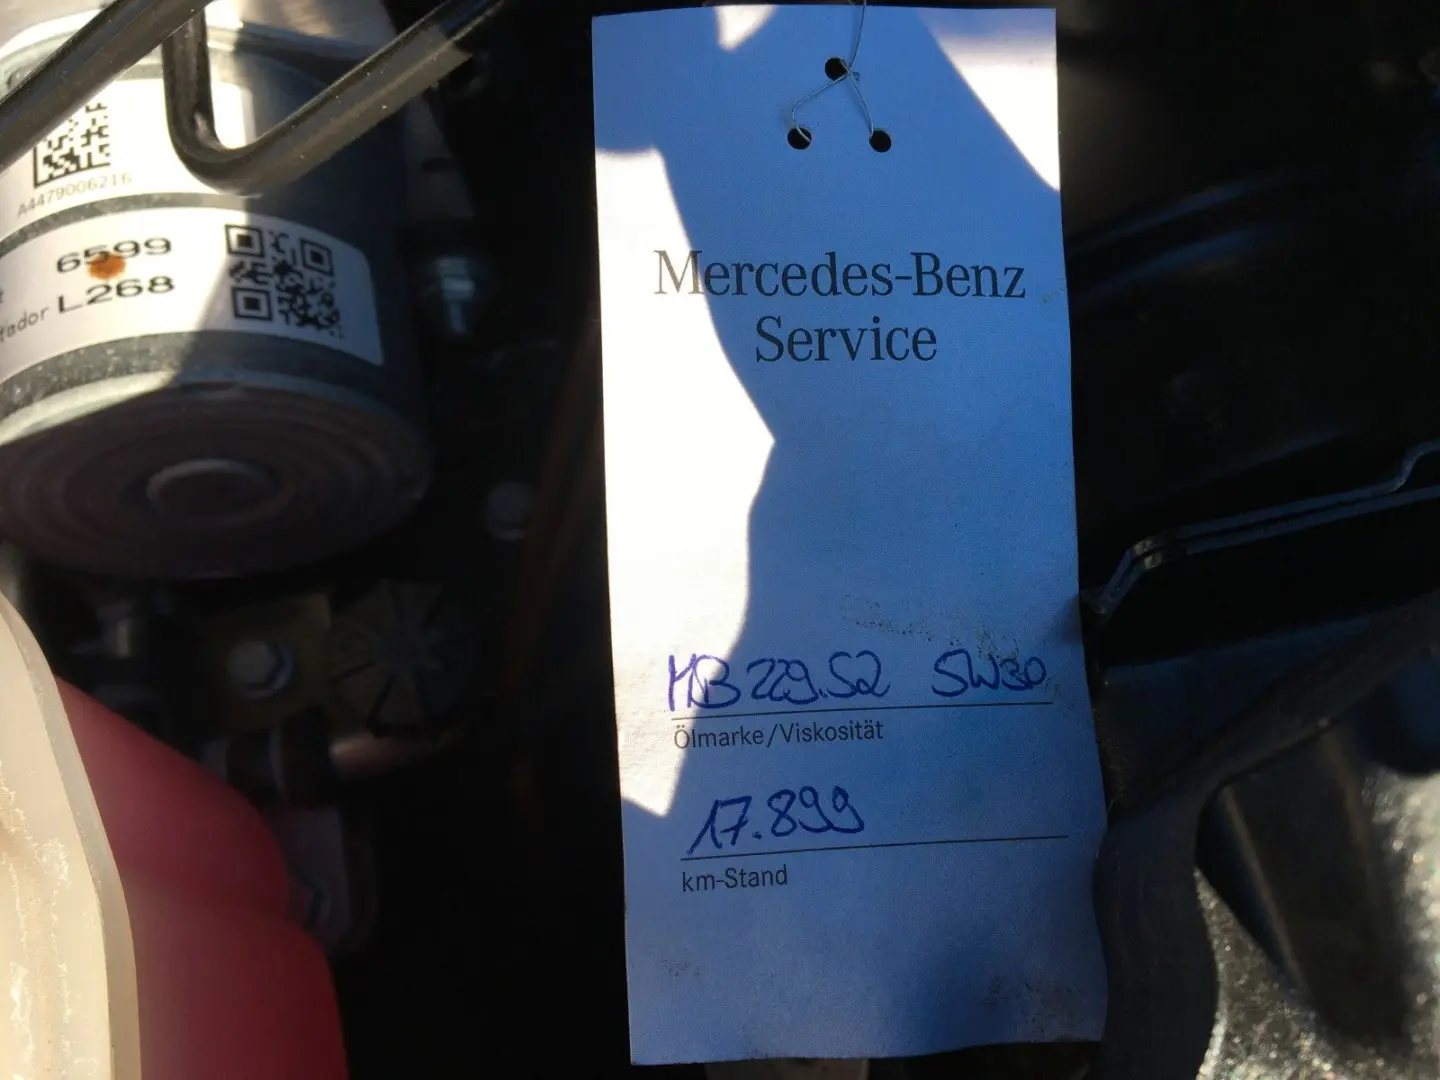 A4479006216
6599
L268
Mercedes-Benz
Service
MB 229.52 5W30
Ölmarke/Viskosität
17.899
km-Stand